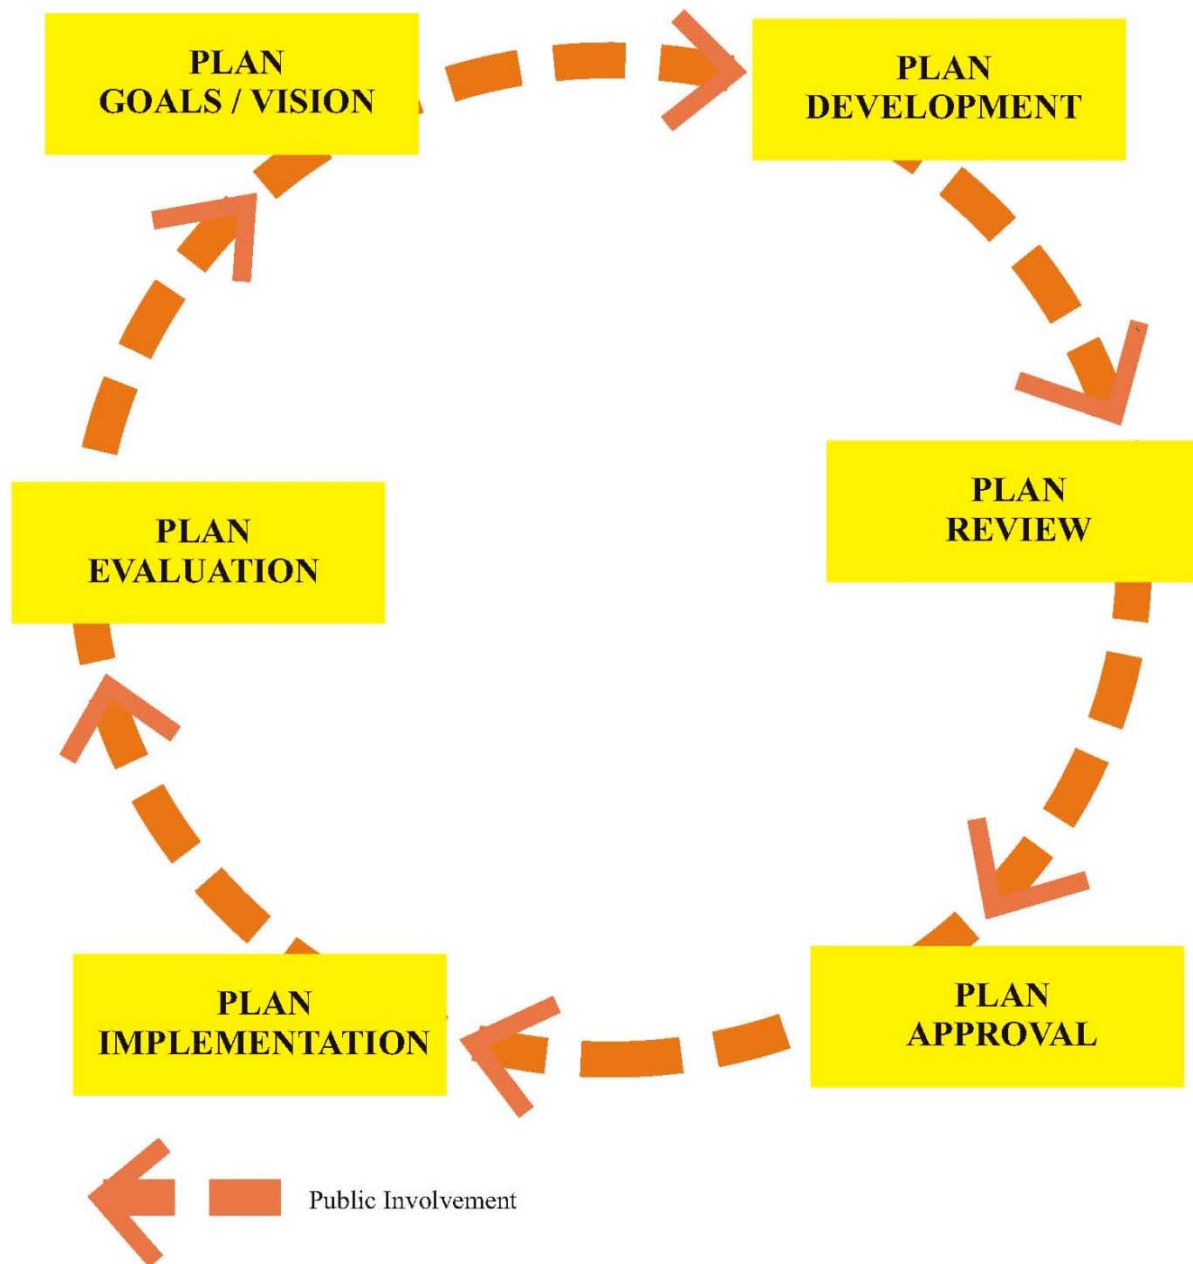 PLAN
GOALS / VISION
PLAN
DEVELOPMENT
PLAN
REVIEW
PLAN
APPROVAL
PLAN
IMPLEMENTATION
PLAN
EVALUATION
Public Involvement